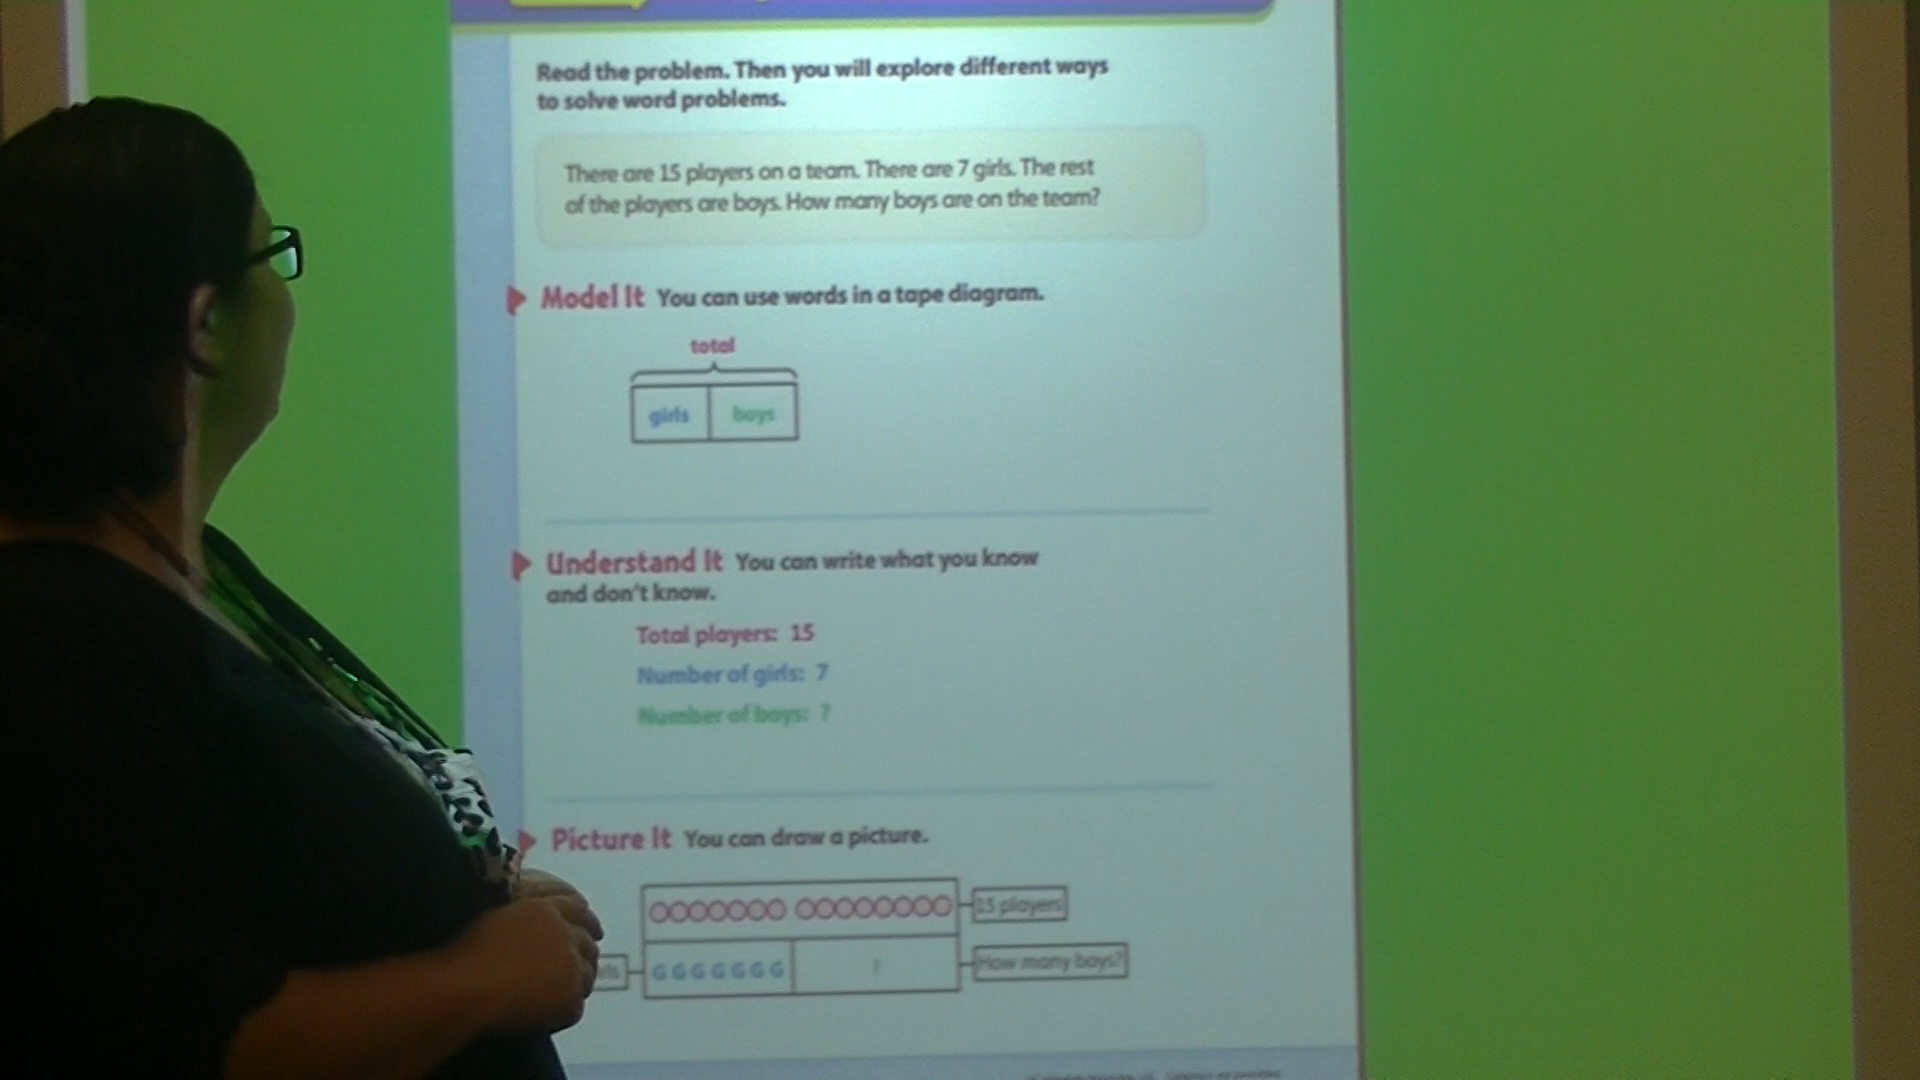 Read the problem. Then you will explore different ways
to solve word problems.
There are 15 players on a team. There are 7 girls. The rest
of the players are boys. How many boys are on the team?
Model It You can use words in a tape diagram.
total
girls boys
Understand It You can write what you know
and don't know.
Total players: 15
Number of girls: 7
Number of boys: ?
Picture It You can draw a picture.
15 players
G G G G G G G ? How many boys?